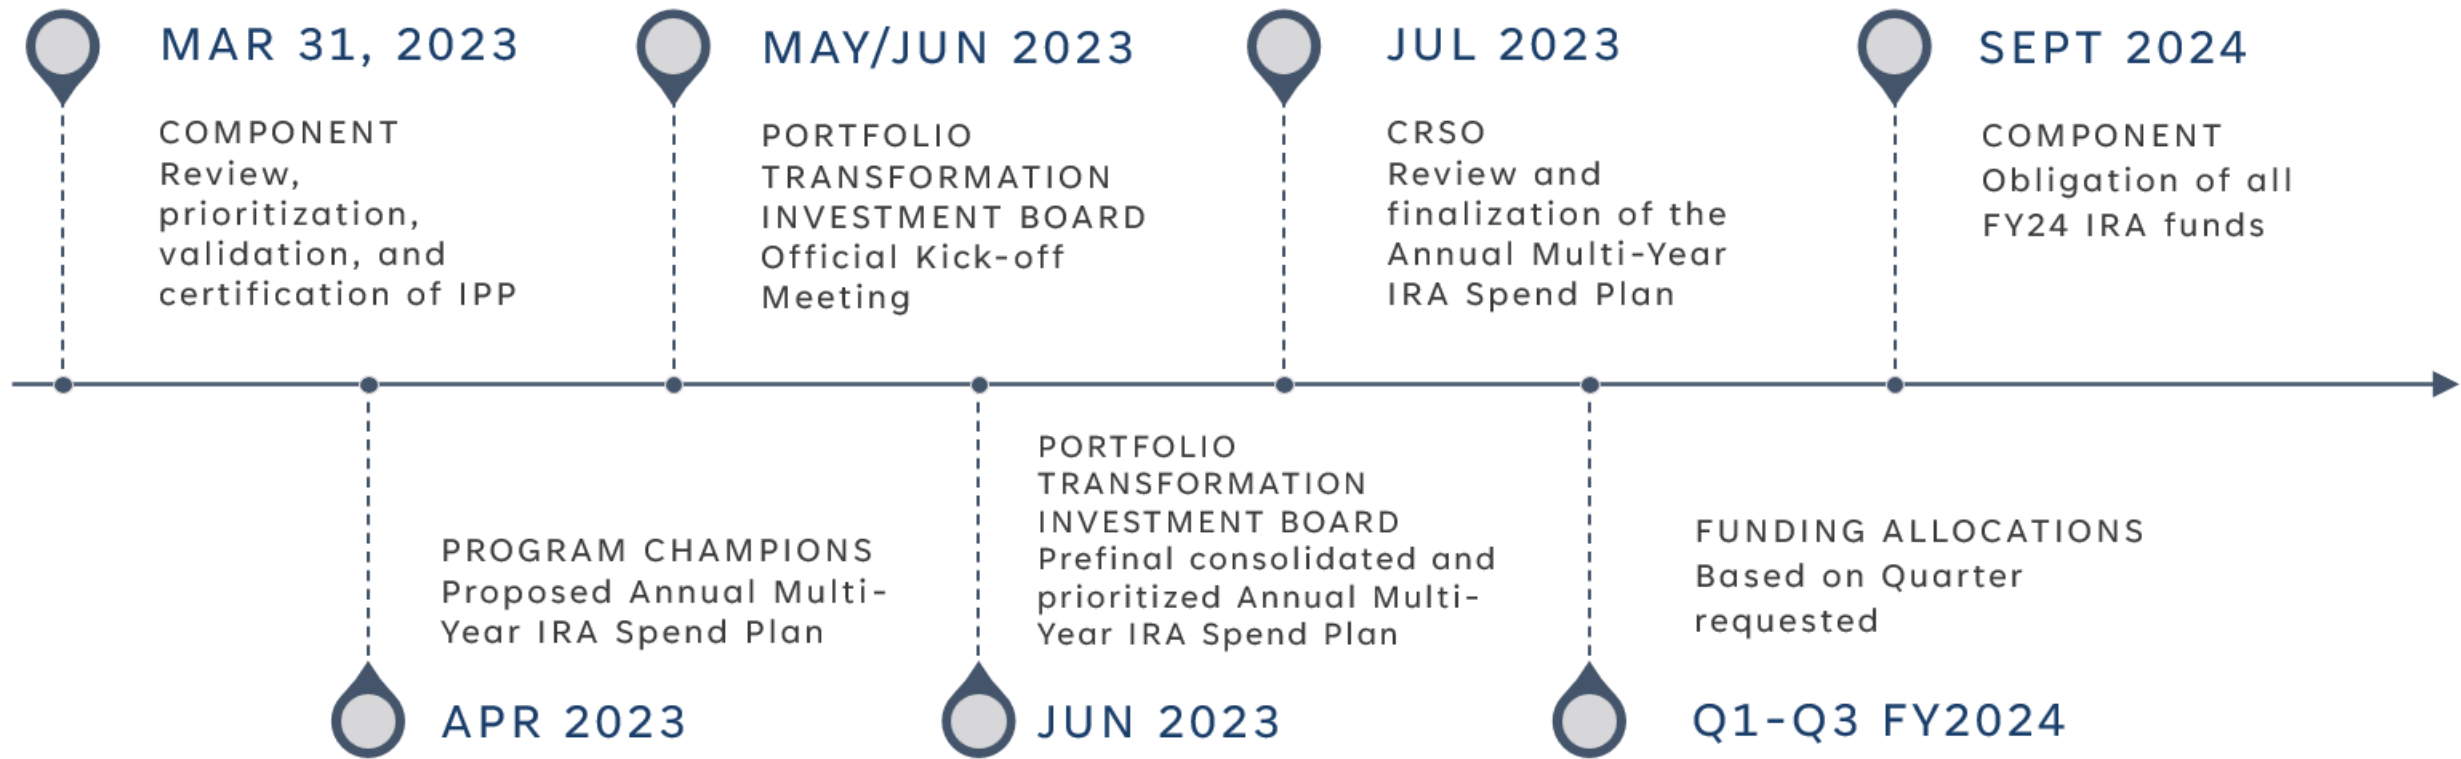 MAR 31, 2023
COMPONENT
Review,
prioritization,
validation, and
certification of IPP
PROGRAM CHAMPIONS
Proposed Annual Multi-
Year IRA Spend Plan
APR 2023
MAY/JUN 2023
PORTFOLIO
TRANSFORMATION
INVESTMENT BOARD
Official Kick-off
Meeting
PORTFOLIO
TRANSFORMATION
INVESTMENT BOARD
Prefinal consolidated and
prioritized Annual Multi-
Year IRA Spend Plan
JUN 2023
JUL 2023
CRSO
Review and
finalization of the
Annual Multi-Year
IRA Spend Plan
FUNDING ALLOCATIONS
Based on Quarter
requested
Q1-Q3 FY2024
SEPT 2024
COMPONENT
Obligation of all
FY24 IRA funds